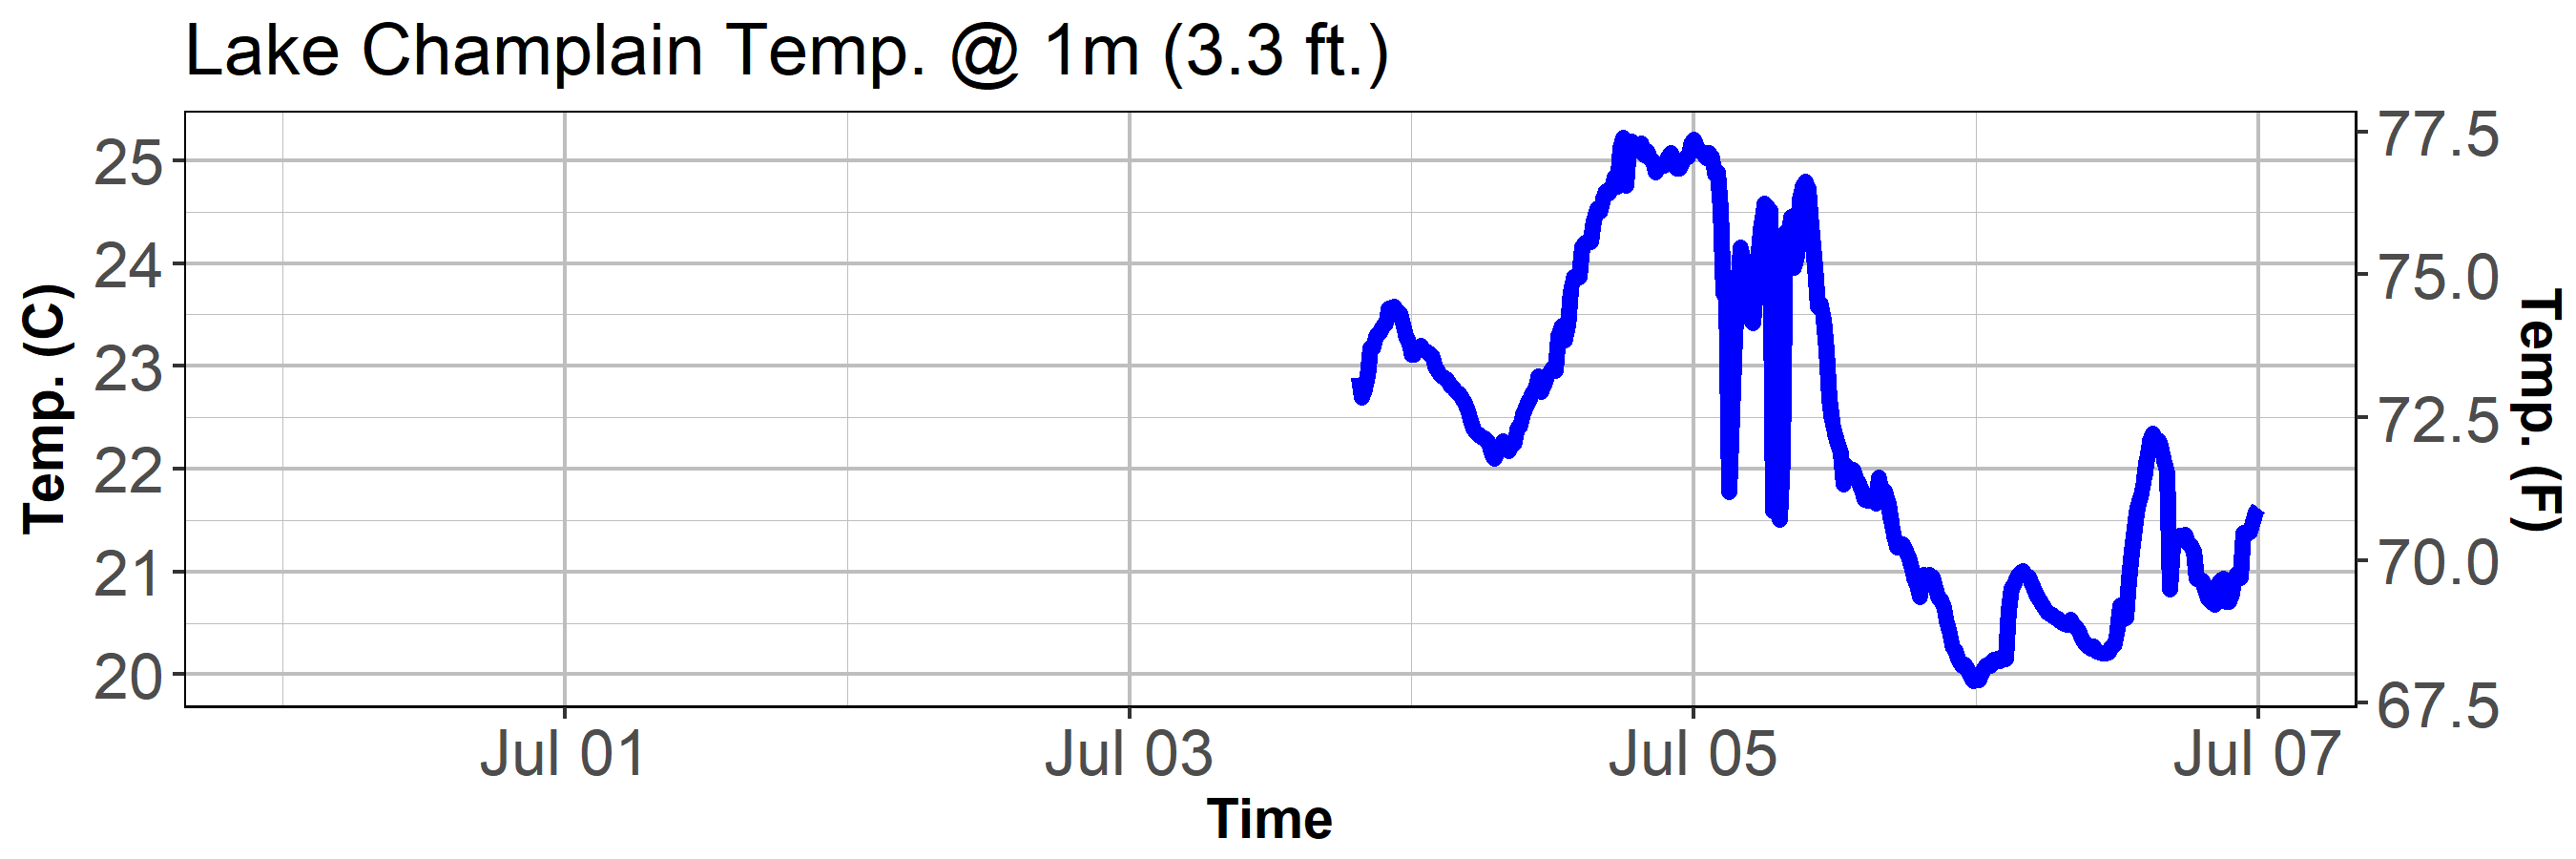 Lake Champlain Temp. @ 1m (3.3 ft.)
Temp. (C)
25
24
23
22
21
20
77.5
75.0
72.5
70.0
67.5
Temp. (F)
Jul 01 Jul 03 Jul 05 Jul 07
Time